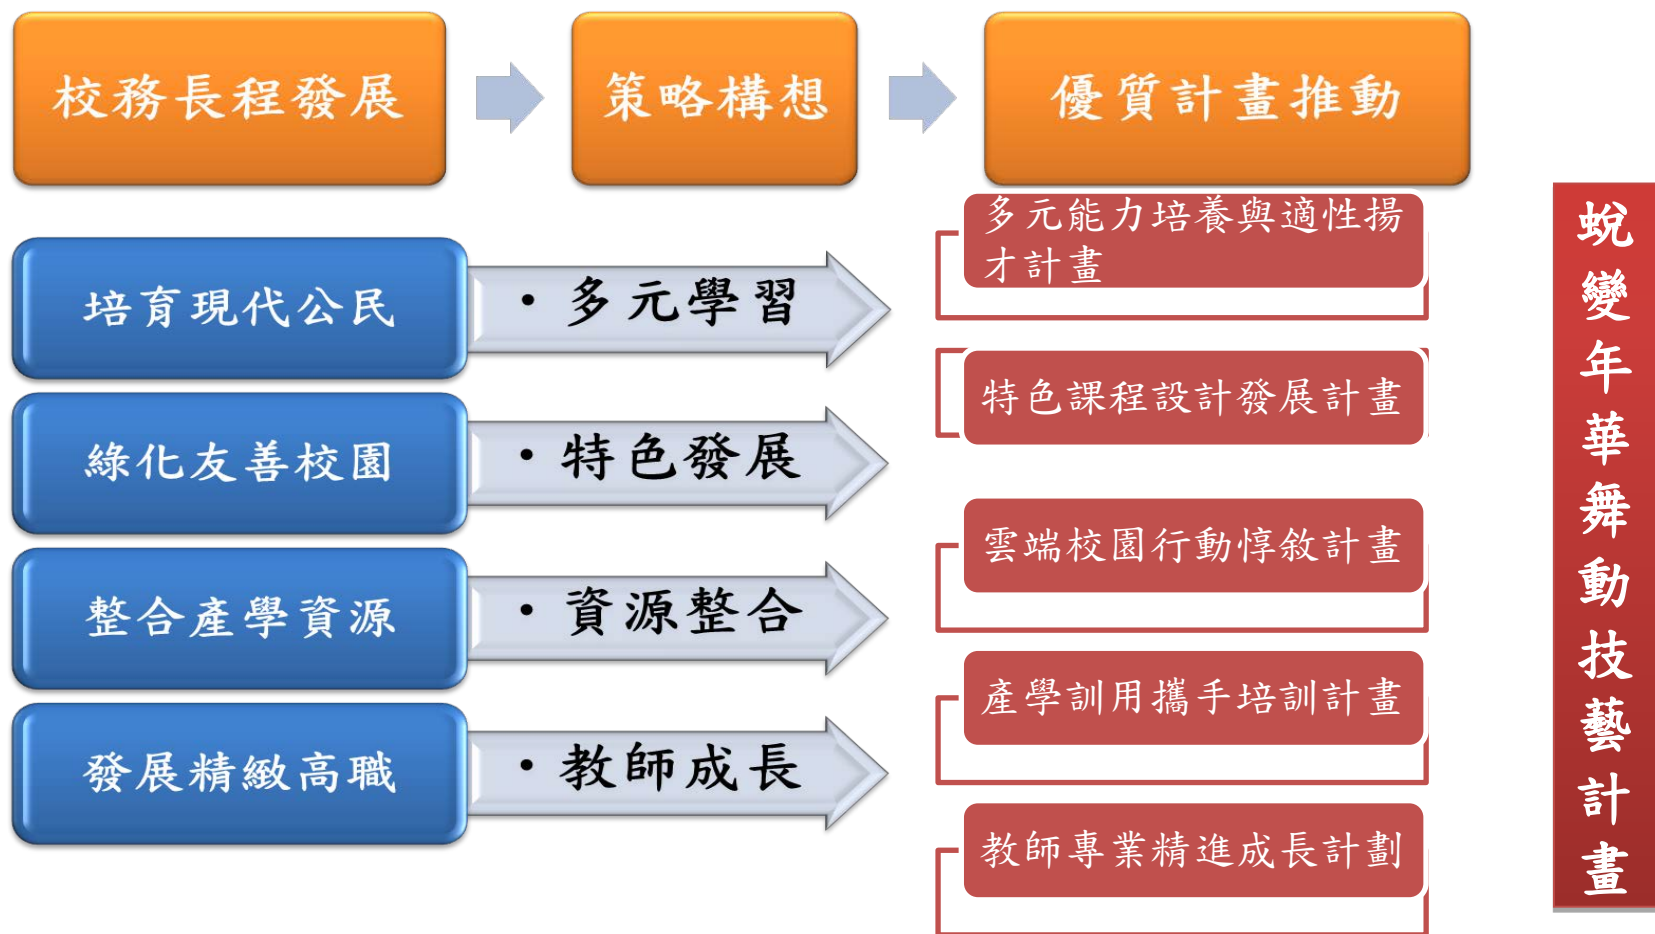 校務長程發展
策略構想
優質計畫推動
培育現代公民
・多元學習
綠化友善校園
・特色發展
整合產學資源
・資源整合
發展精緻高職
・教師成長
多元能力培養與適性揚
才計畫
特色課程設計發展計畫
雲端校園行動惇敘計畫
產學訓用攜手培訓計畫
教師專業精進成長計劃
蛻變年華舞動技藝計畫